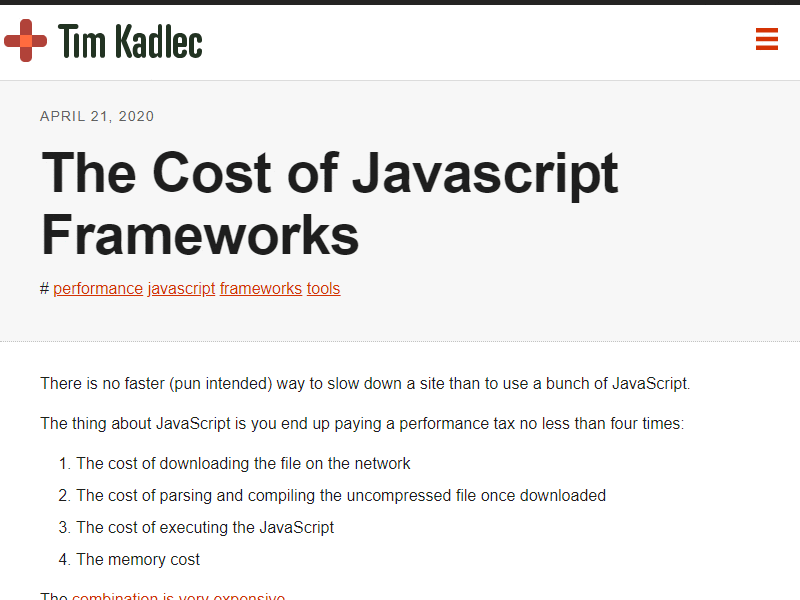 Tim Kadlec
APRIL 21, 2020
The Cost of Javascript
Frameworks
# performance javascript frameworks tools
There is no faster (pun intended) way to slow down a site than to use a bunch of JavaScript.
The thing about JavaScript is you end up paying a performance tax no less than four times:
1. The cost of downloading the file on the network
2. The cost of parsing and compiling the uncompressed file once downloaded
3. The cost of executing the JavaScript
4. The memory cost
The combination is very expensive.